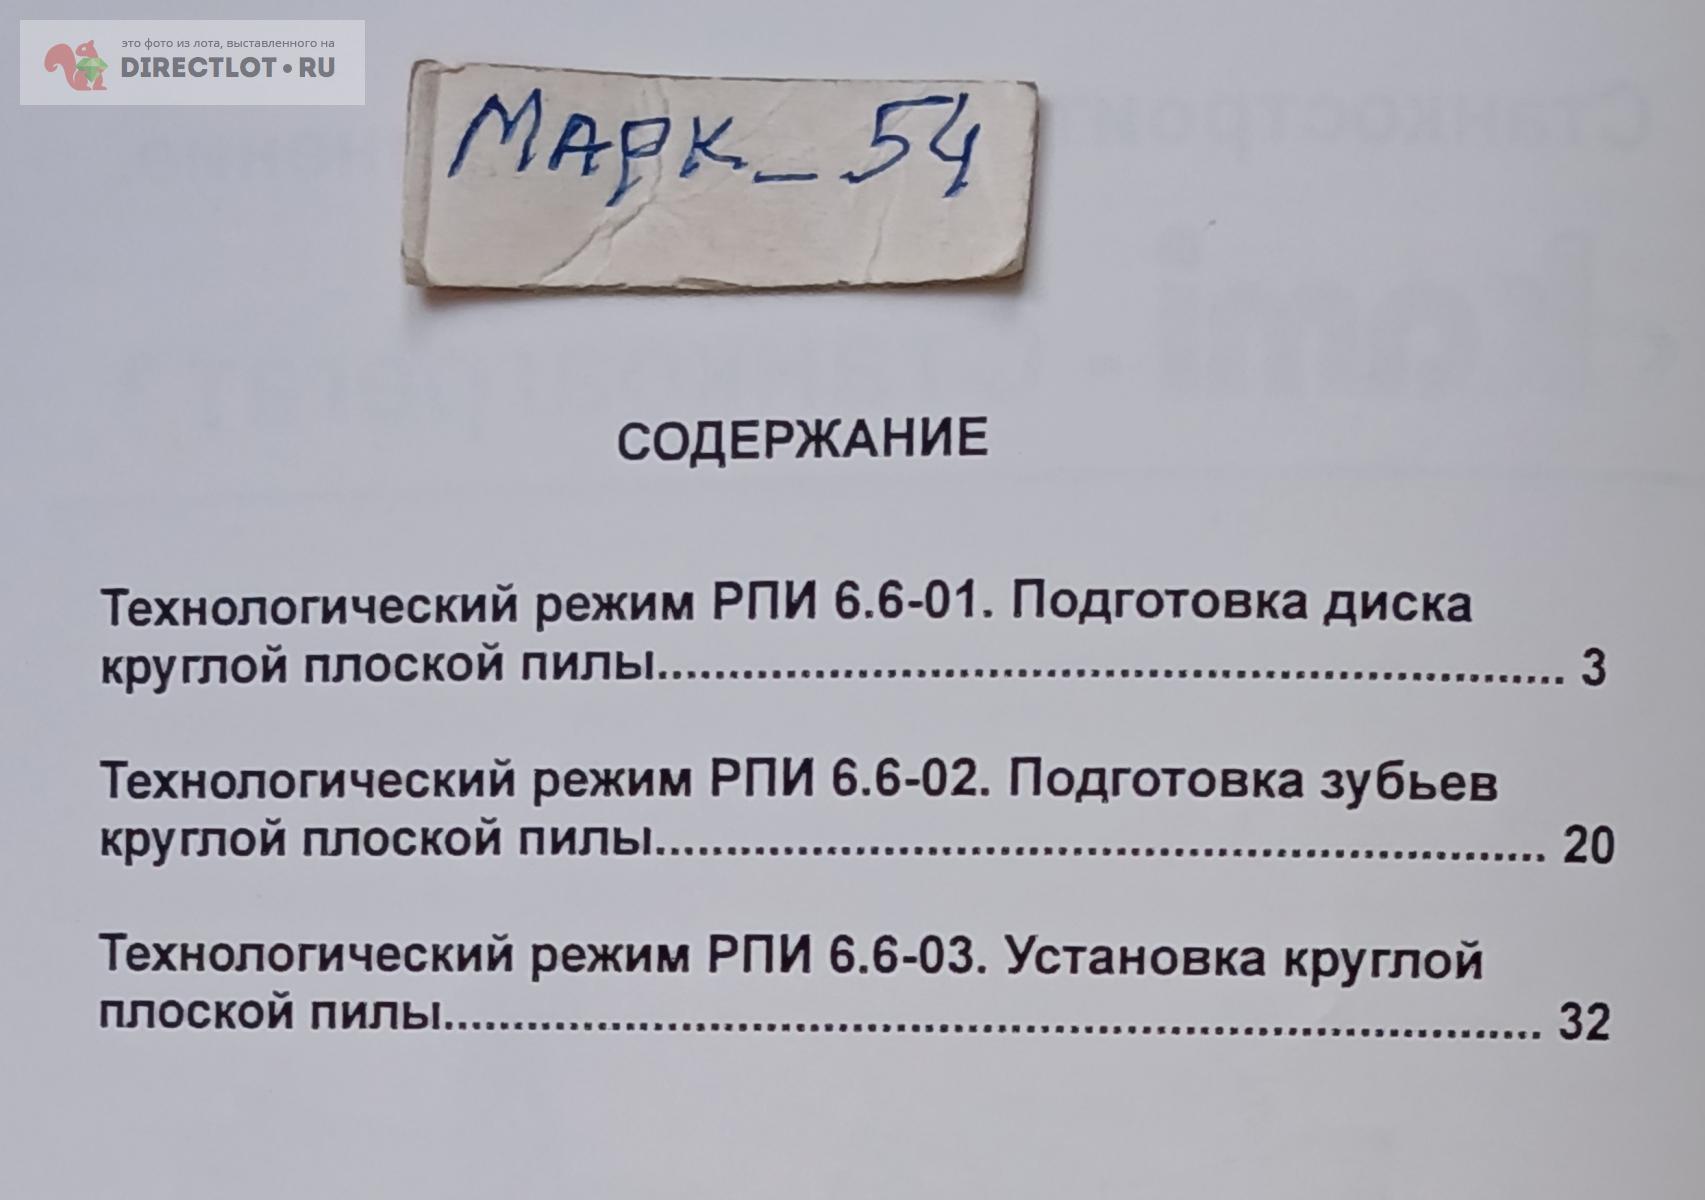 это фото из лота, выставленного на
DIRECTLOT•RU
Марк_54
СОДЕРЖАНИЕ
Технологический режим РПИ 6.6-01. Подготовка диска
круглой плоской пилы................................................................ 3
Технологический режим РПИ 6.6-02. Подготовка зубьев
круглой плоской пилы.............................................................. 20
Технологический режим РПИ 6.6-03. Установка круглой
плоской пилы............................................................................. 32